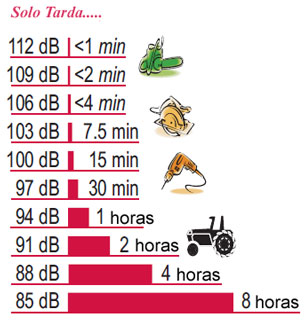 Solo Tarda.....
112 dB <1 min
109 dB <2 min
106 dB <4 min
103 dB 7.5 min
100 dB 15 min
97 dB 30 min
94 dB 1 horas
91 dB 2 horas
88 dB 4 horas
85 dB 8 horas